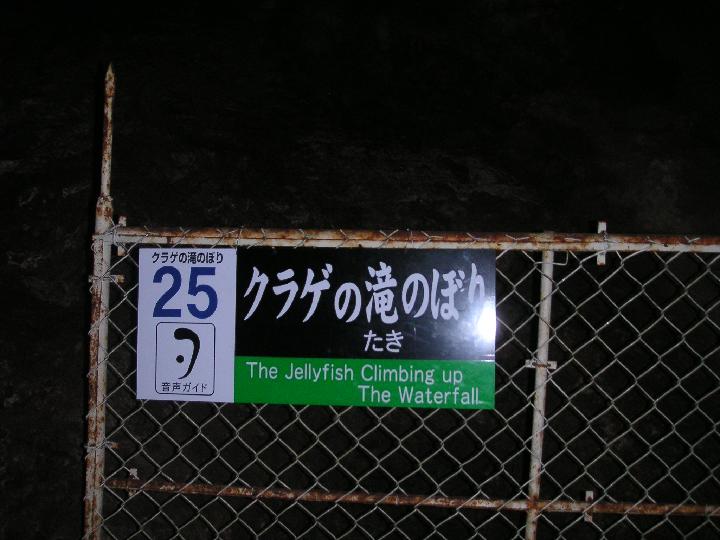 クラゲの滝のぼり
25
音声ガイド
クラゲの滝のぼり
たき
The Jellyfish Climbing up
The Waterfall